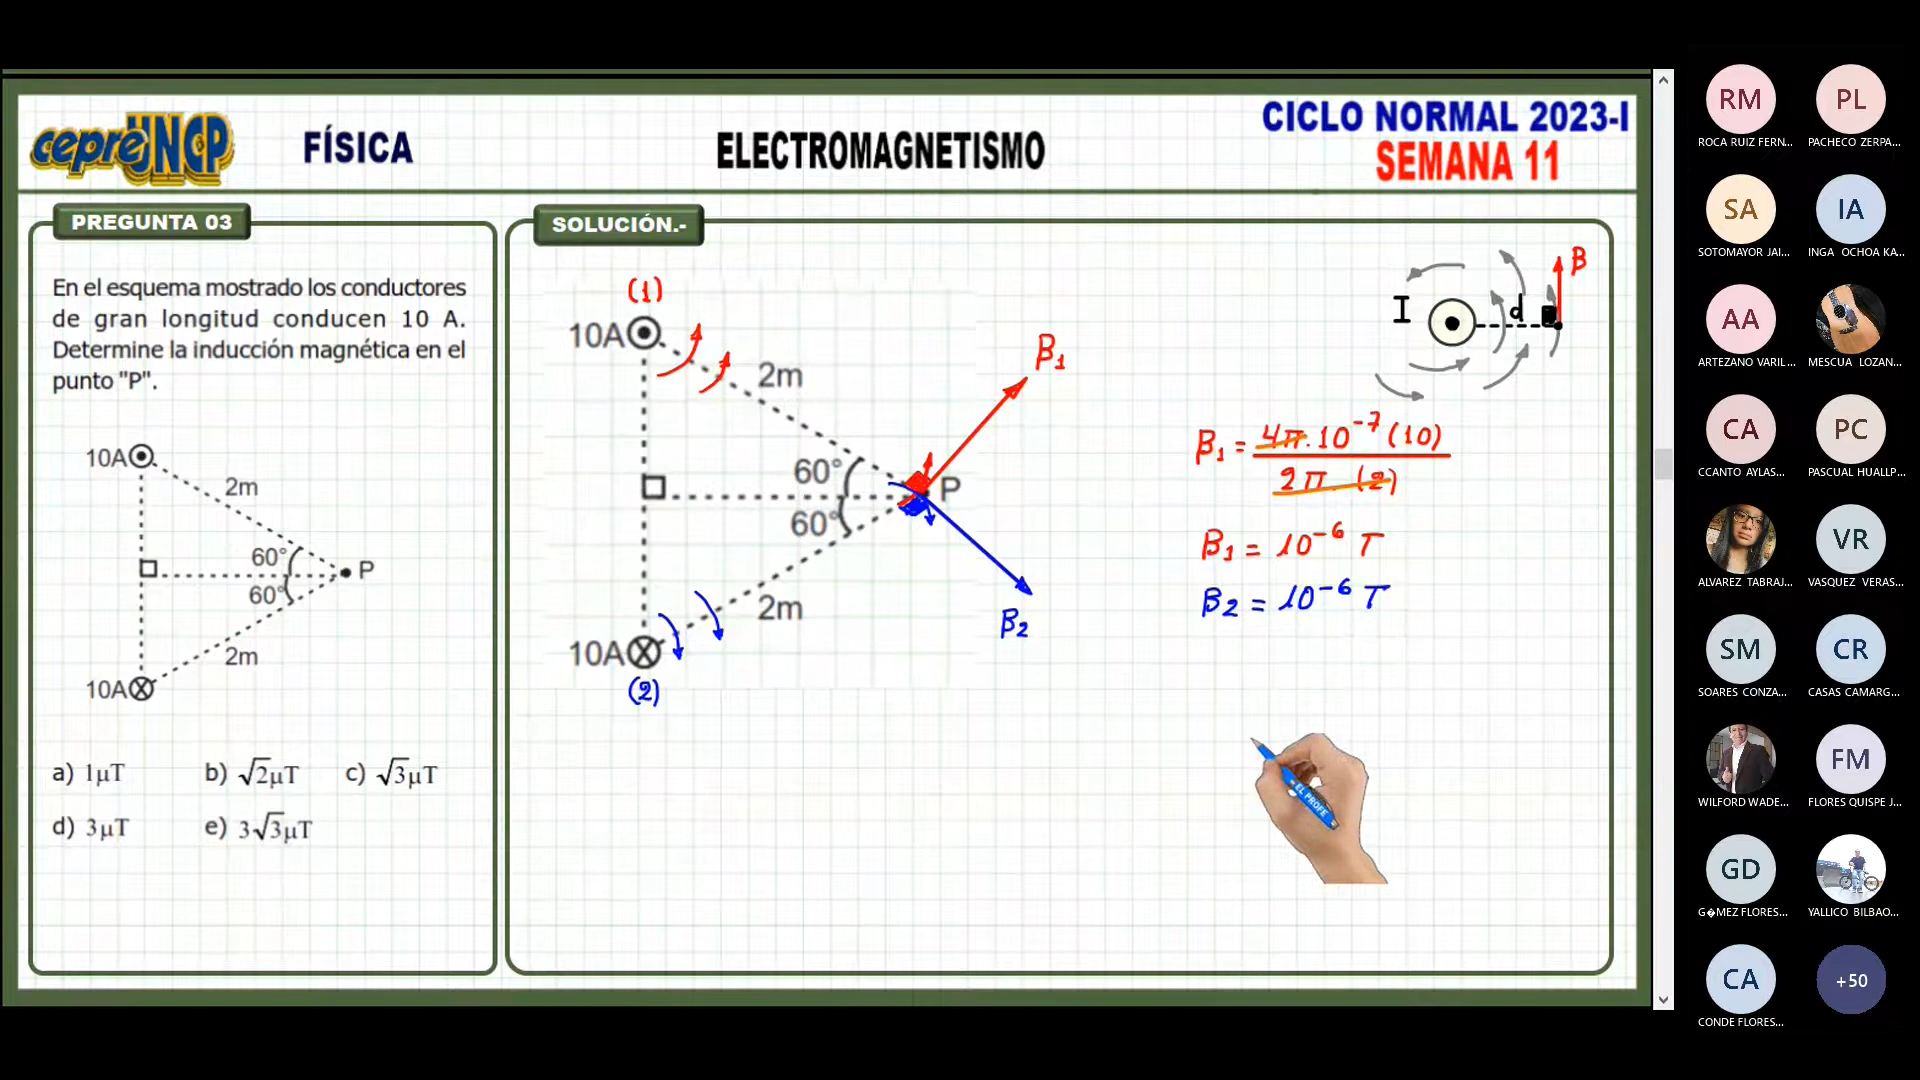 cepreUNCP
FÍSICA
ELECTROMAGNETISMO
CICLO NORMAL 2023-I
SEMANA 11
PREGUNTA 03
En el esquema mostrado los conductores
de gran longitud conducen 10 A.
Determine la inducción magnética en el
punto "P".
10A
2m
60°
P
60°
2m
10A
a) 1μT b) √2μT c) √3μT
d) 3μT e) 3√3μT
SOLUCIÓN.-
(1)
10A
2m
60°
P
60°
2m
10A
(2)
B1
B2
I
d
B
B1 = 4π·10⁻⁷(10)
2π (2)
B1 = 10⁻⁶ T
B2 = 10⁻⁶ T
EL PROFE
RM
ROCA RUIZ FERN...
PL
PACHECO ZERPA...
SA
SOTOMAYOR JAI...
IA
INGA OCHOA KA...
AA
ARTEZANO VARIL...
MESCUA LOZAN...
CA
CCANTO AYLAS...
PC
PASCUAL HUALLP...
ALVAREZ TABRAJ...
VR
VASQUEZ VERAS...
SM
SOARES CONZA...
CR
CASAS CAMARG...
WILFORD WADE...
FM
FLORES QUISPE J...
GD
G�MEZ FLORES...
YALLICO BILBAO...
CA
CONDE FLORES...
+50